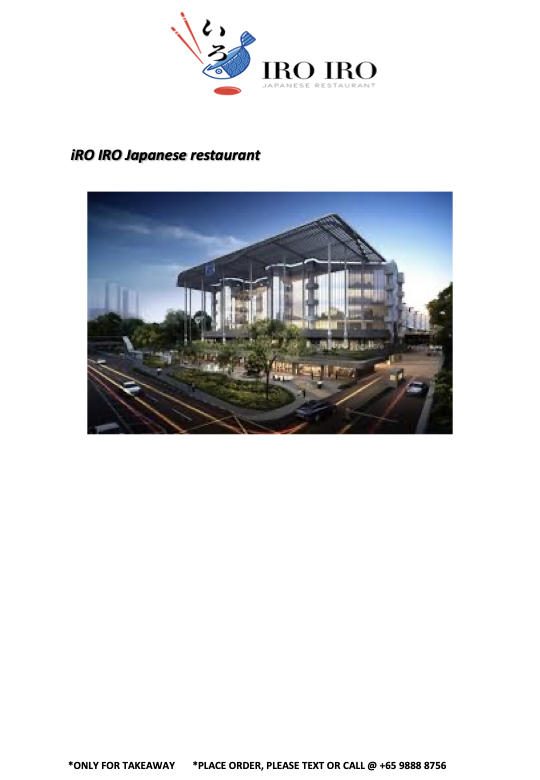 いろ
IRO IRO
JAPANESE RESTAURANT
iRO IRO Japanese restaurant
*ONLY FOR TAKEAWAY *PLACE ORDER, PLEASE TEXT OR CALL @ +65 9888 8756